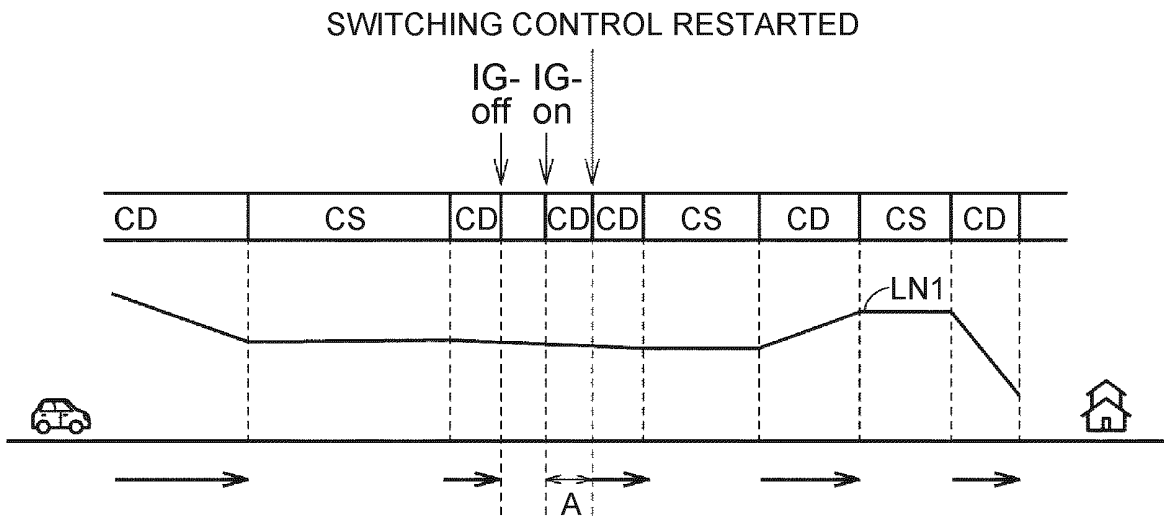 SWITCHING CONTROL RESTARTED
IG-off IG-on
CD CS CD CD CD CS CD CS CD
LN1
A